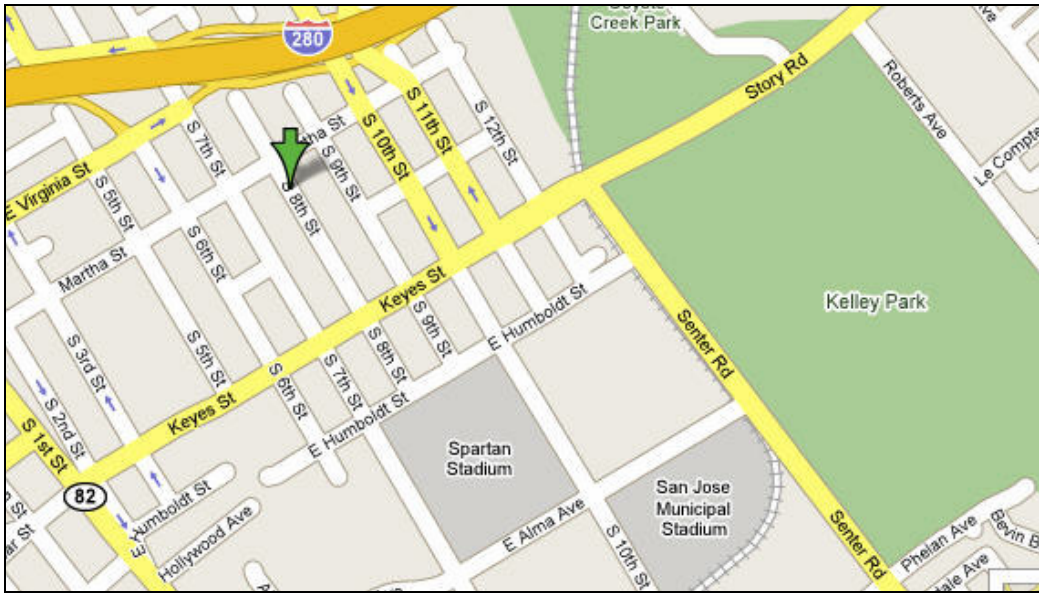 Creek Park
280
Story Rd
Roberts Ave
Le Compte
S 11th St
S 10th St
S 12th St
S 7th St
S 9th St
S 8th St
E Virginia St
S 5th St
Martha St
S 6th St
Keyes St
Kelley Park
E Humboldt St
Senter Rd
S 3rd St
S 5th St
S 9th St
S 8th St
S 7th St
S 6th St
S 2nd St
Keyes St
S 1st St
E Humboldt St
Spartan
Stadium
82
San Jose
Municipal
Stadium
E Humboldt St
Hollywood Ave
E Alma Ave
S 10th St
Senter Rd
Phelan Ave
Bevin B